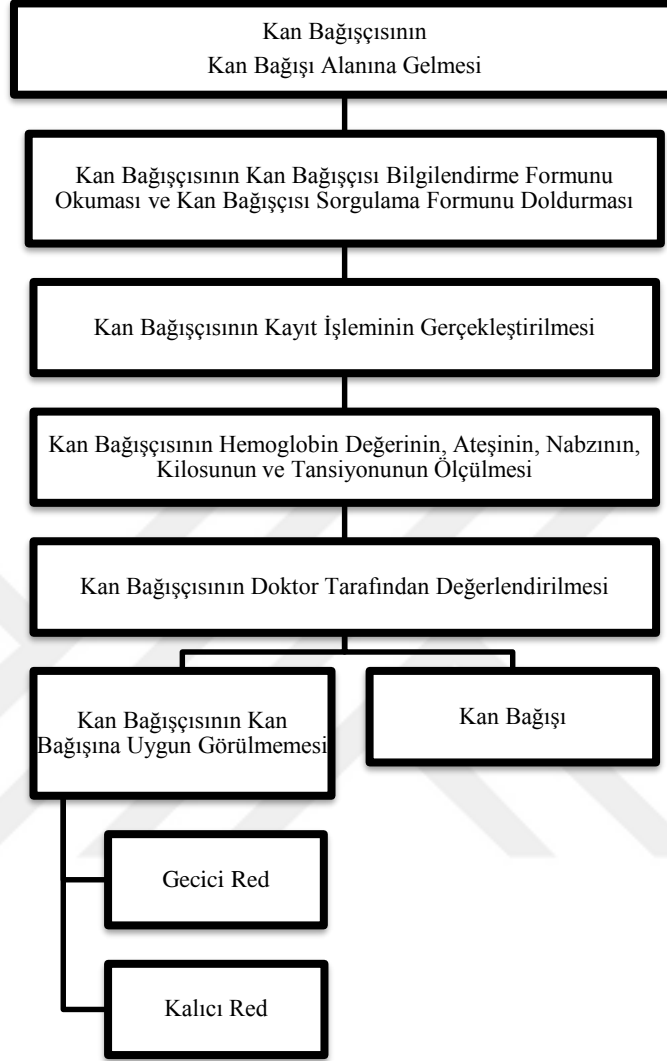 Kan Bağışçısının
Kan Bağışı Alanına Gelmesi
Kan Bağışçısının Kan Bağışçısı Bilgilendirme Formunu
Okuması ve Kan Bağışçısı Sorgulama Formunu Doldurması
Kan Bağışçısının Kayıt İşleminin Gerçekleştirilmesi
Kan Bağışçısının Hemoglobin Değerinin, Ateşinin, Nabzının,
Kilosunun ve Tansiyonunun Ölçülmesi
Kan Bağışçısının Doktor Tarafından Değerlendirilmesi
Kan Bağışçısının Kan
Bağışına Uygun Görülmemesi
Kan Bağışı
Gecici Red
Kalıcı Red